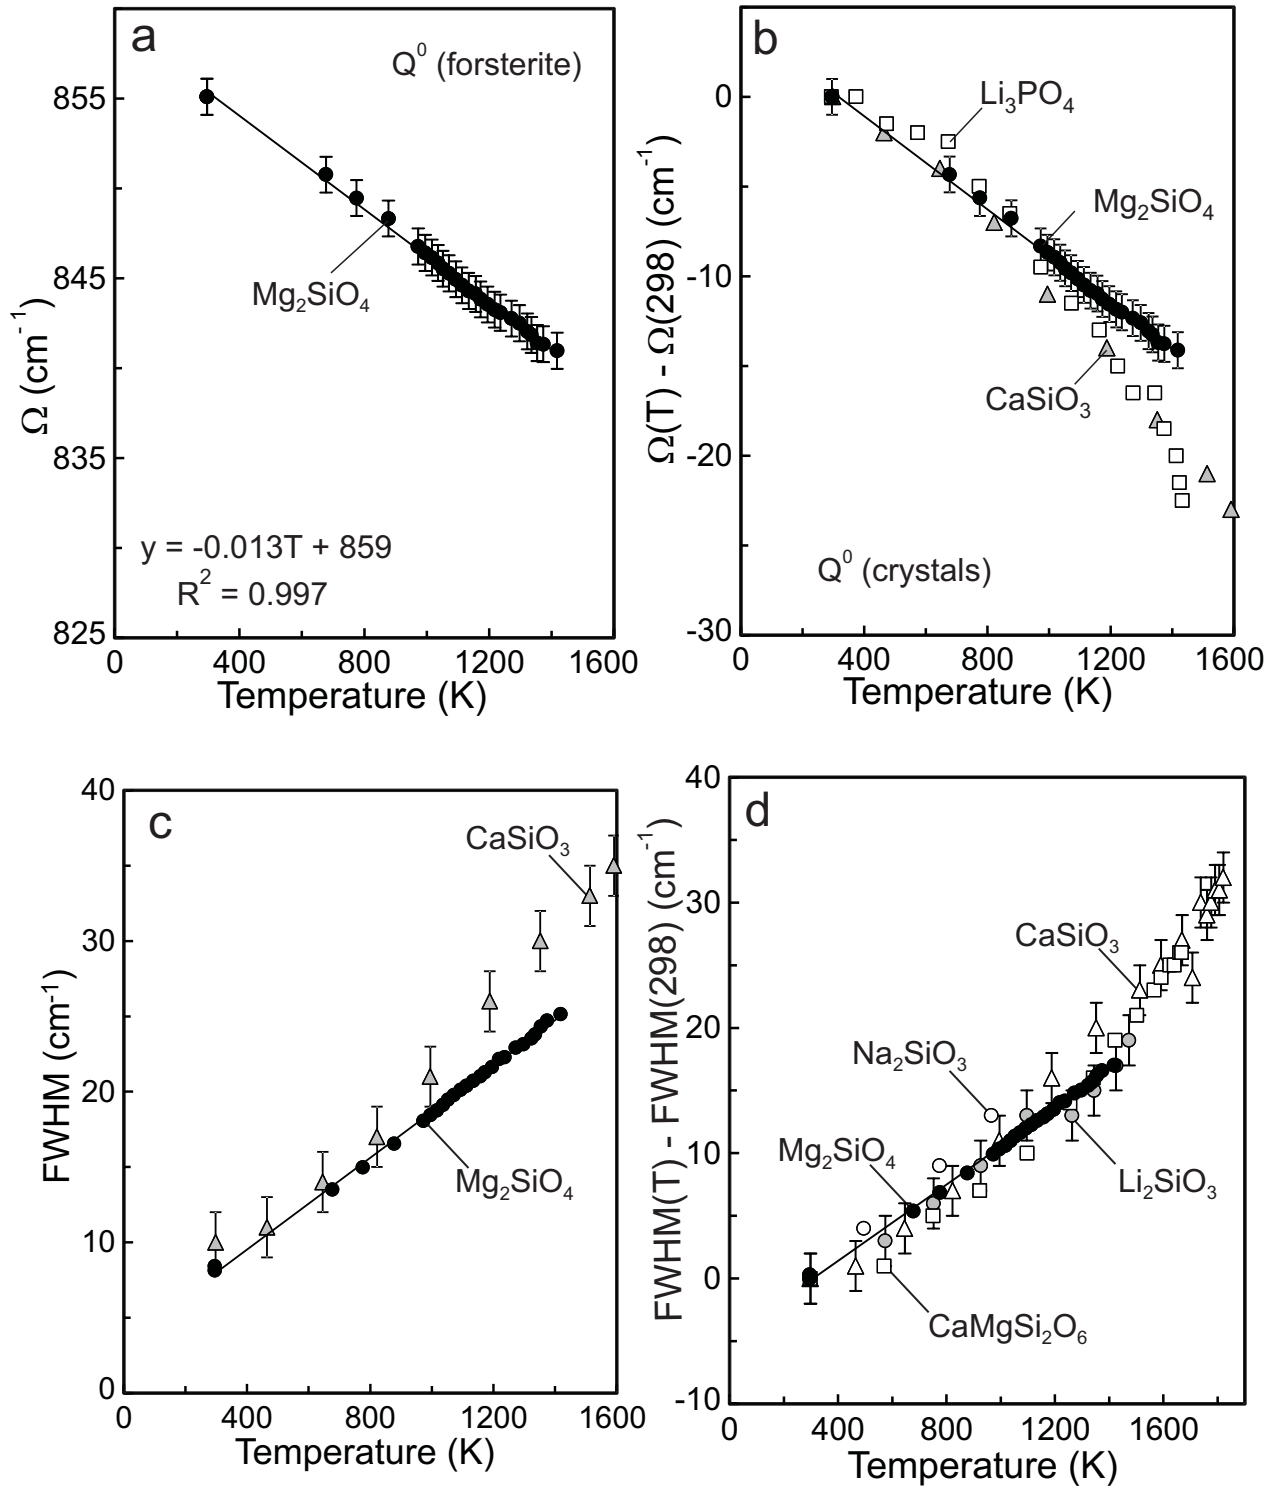 a
Q⁰ (forsterite)
Ω (cm⁻¹)
855
845
835
825
Mg₂SiO₄
y = -0.013T + 859
R² = 0.997
0 400 800 1200 1600
Temperature (K)
b
Ω(T) - Ω(298) (cm⁻¹)
0
-10
-20
-30
Li₃PO₄
Mg₂SiO₄
CaSiO₃
Q⁰ (crystals)
0 400 800 1200 1600
Temperature (K)
c
FWHM (cm⁻¹)
40
30
20
10
0
CaSiO₃
Mg₂SiO₄
0 400 800 1200 1600
Temperature (K)
d
FWHM(T) - FWHM(298) (cm⁻¹)
40
30
20
10
0
-10
CaSiO₃
Na₂SiO₃
Mg₂SiO₄
Li₂SiO₃
CaMgSi₂O₆
0 400 800 1200 1600
Temperature (K)